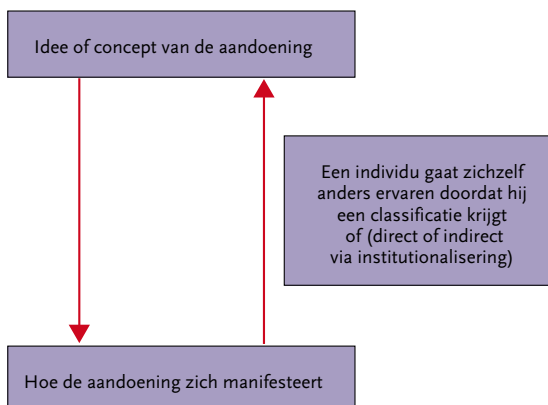 Idee of concept van de aandoening
Een individu gaat zichzelf
anders ervaren doordat hij
een classificatie krijgt
of (direct of indirect
via institutionalisering)
Hoe de aandoening zich manifesteert